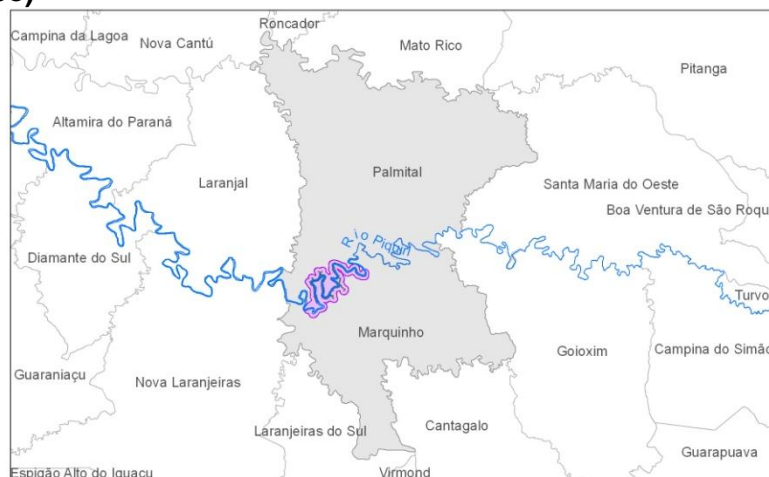 Roncador
Campina da Lagoa
Nova Cantú
Mato Rico
Pitanga
Altamira do Paraná
Palmital
Laranjal
Santa Maria do Oeste
Boa Ventura de São Roqu
Rio Piquiri
Diamante do Sul
Turvo
Marquinho
Goioxim
Campina do Simão
Guaraniaçu
Nova Laranjeiras
Laranjeiras do Sul
Cantagalo
Guarapuava
Espigão Alto do Iguaçu
Virmond